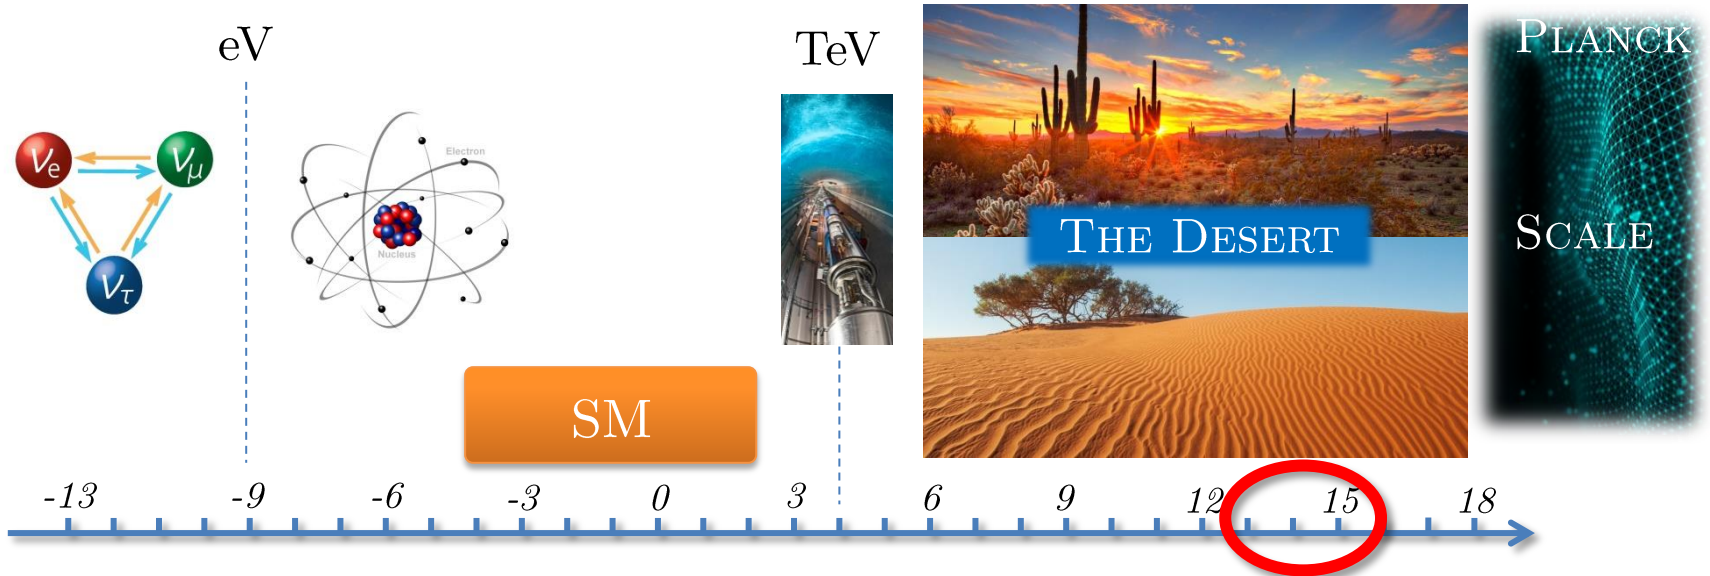 eV
TeV
PLANCK
SCALE
νe
νμ
ντ
Electron
Nucleus
THE DESERT
SM
-13 -9 -6 -3 0 3 6 9 12 15 18